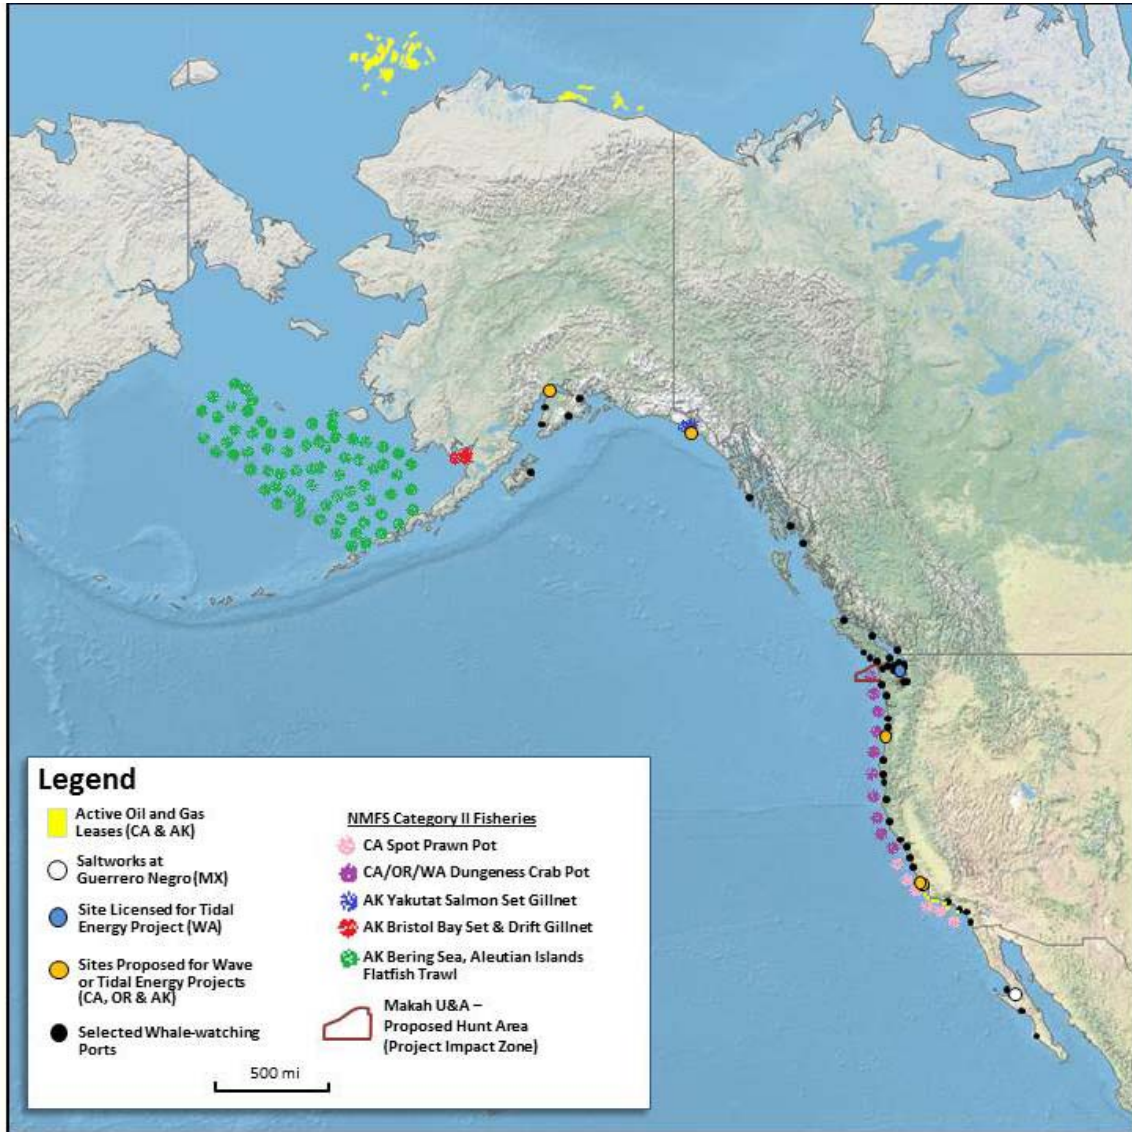 Legend
Active Oil and Gas
Leases (CA & AK)
Saltworks at
Guerrero Negro (MX)
Site Licensed for Tidal
Energy Project (WA)
Sites Proposed for Wave
or Tidal Energy Projects
(CA, OR & AK)
Selected Whale-watching
Ports
500 mi
NMFS Category II Fisheries
CA Spot Prawn Pot
CA/OR/WA Dungeness Crab Pot
AK Yakutat Salmon Set Gillnet
AK Bristol Bay Set & Drift Gillnet
AK Bering Sea, Aleutian Islands
Flatfish Trawl
Makah U&A –
Proposed Hunt Area
(Project Impact Zone)